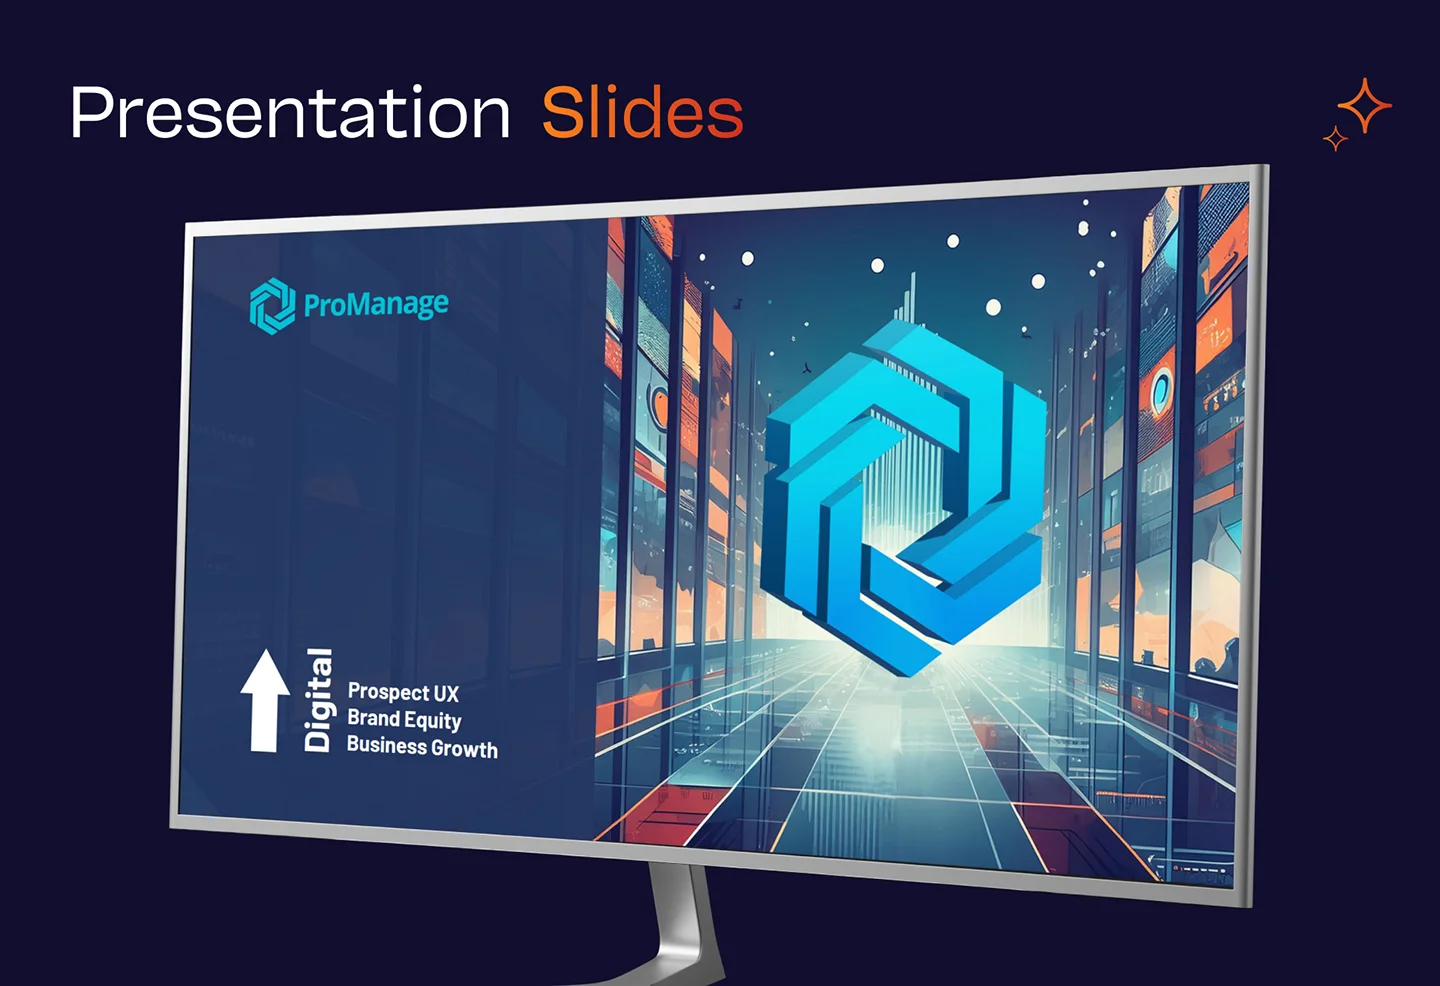 Presentation Slides
ProManage
Digital
Prospect UX
Brand Equity
Business Growth